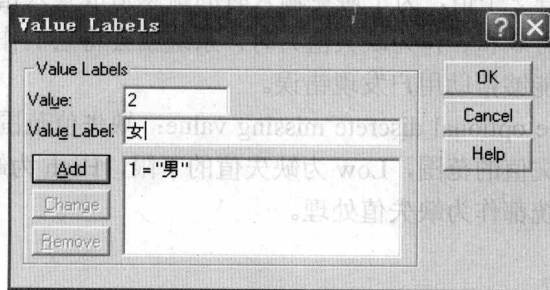 Value Labels
Value Labels
Value: 2
Value Label: 女
Add
Change
Remove
1 = "男"
OK
Cancel
Help